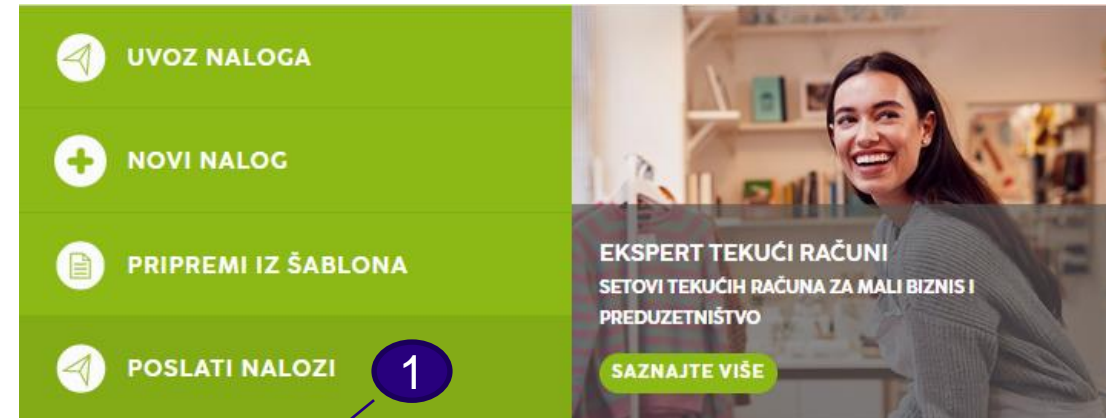 UVOZ NALOGA
NOVI NALOG
PRIPREMI IZ ŠABLONA
POSLATI NALOZI
1
EKSPERT TEKUĆI RAČUNI
SETOVI TEKUĆIH RAČUNA ZA MALI BIZNIS I
PREDUZETNIŠTVO
SAZNAJTE VIŠE